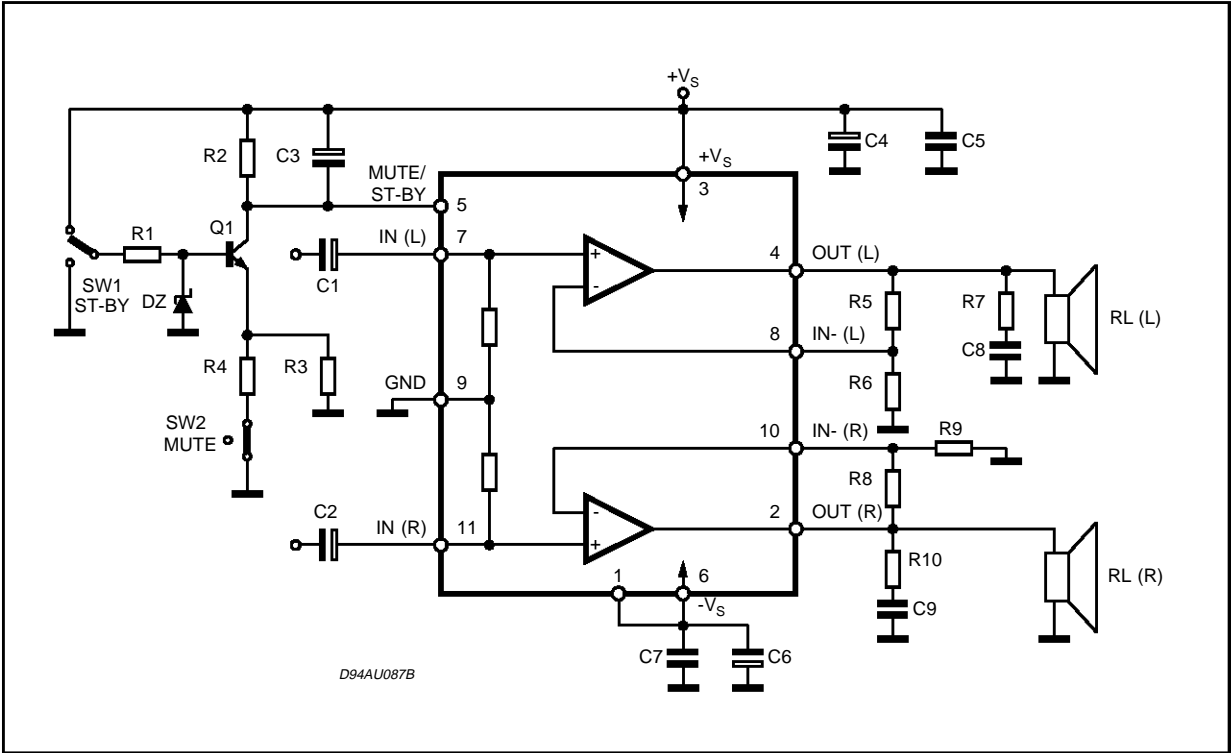 +VS
R2
C3
C4
C5
MUTE/
ST-BY
+VS
3
5
R1
Q1
IN (L)
7
4
OUT (L)
+
-
C1
SW1
ST-BY
DZ
R5
R7
RL (L)
8
IN- (L)
C8
R4
R3
R6
GND
9
SW2
MUTE
10
IN- (R)
R9
R8
C2
IN (R)
11
-
+
2
OUT (R)
R10
RL (R)
1
6
-VS
C9
C7
C6
D94AU087B